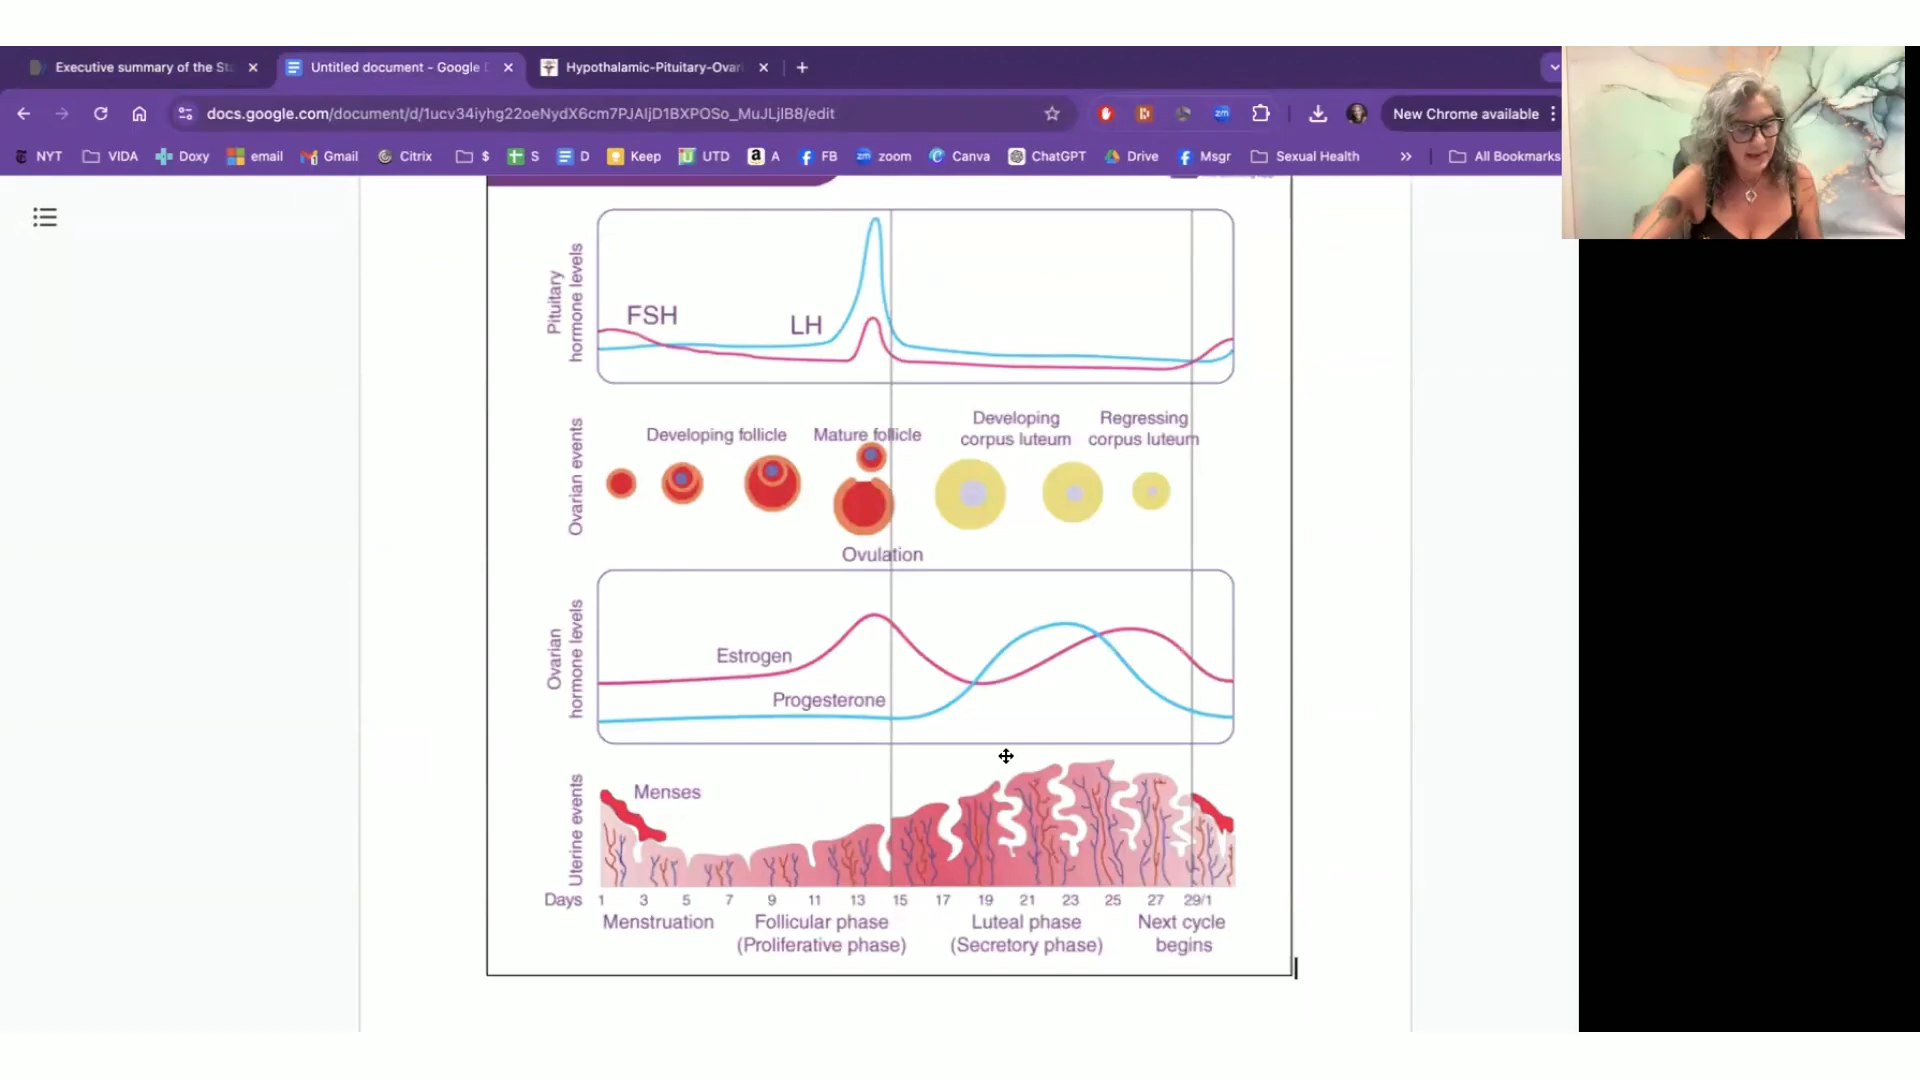 Executive summary of the St
Untitled document - Google
Hypothalamic-Pituitary-Ovar
docs.google.com/document/d/1ucv34iyhg22oeNydX6cm7PJAIjD1BXPOSo_MuJLjlB8/edit
New Chrome available
NYT VIDA Doxy email Gmail Citrix $ S D Keep UTD A FB zoom Canva ChatGPT Drive Msgr Sexual Health » All Bookmarks
Pituitary
hormone levels
FSH
LH
Ovarian events
Developing follicle
Mature follicle
Developing
corpus luteum
Regressing
corpus luteum
Ovulation
Ovarian
hormone levels
Estrogen
Progesterone
Uterine events
Menses
Days 1 3 5 7 9 11 13 15 17 19 21 23 25 27 29/1
Menstruation
Follicular phase
(Proliferative phase)
Luteal phase
(Secretory phase)
Next cycle
begins